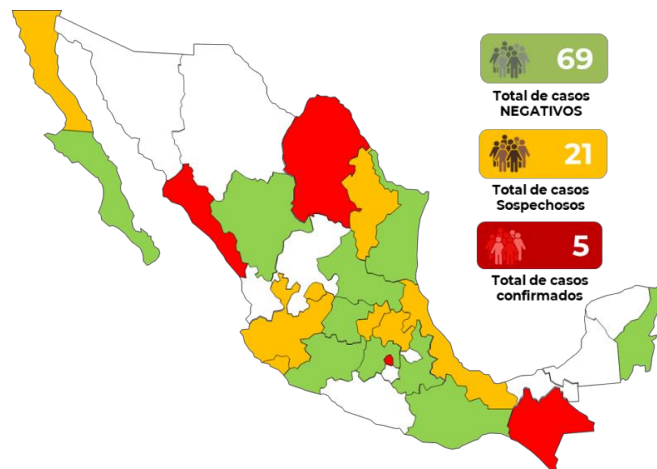 69
Total de casos
NEGATIVOS
21
Total de casos
Sospechosos
5
Total de casos
confirmados